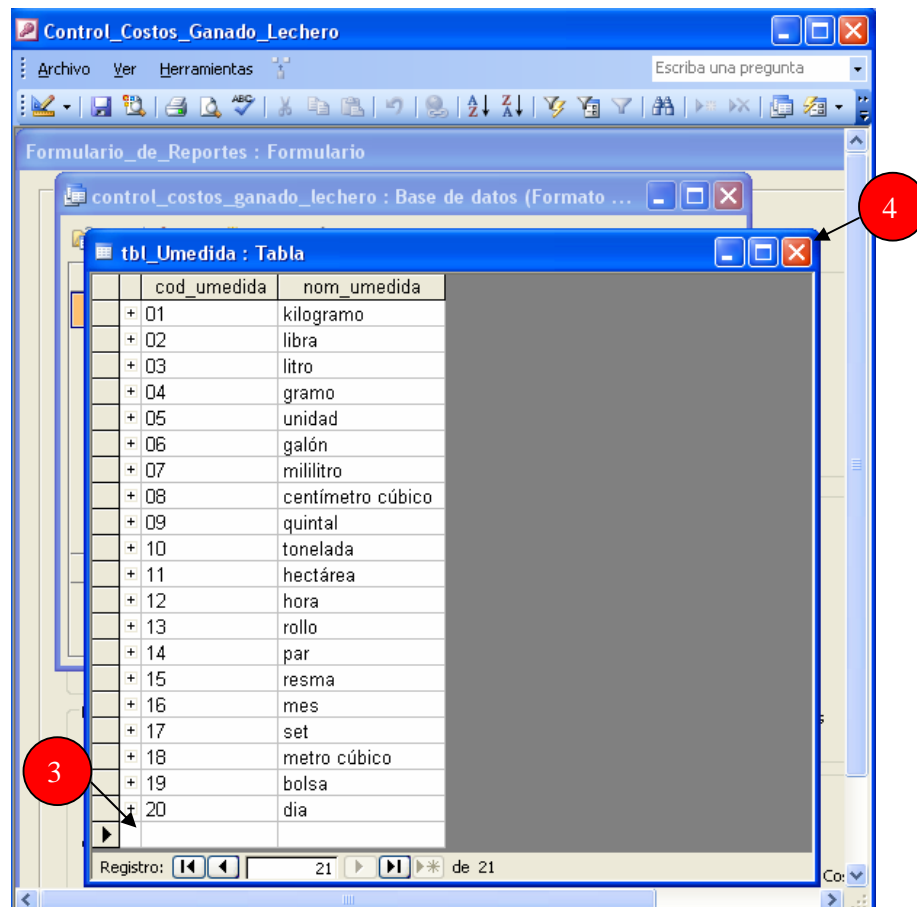 Control_Costos_Ganado_Lechero
Archivo Ver Herramientas Escriba una pregunta
Formulario_de_Reportes : Formulario
control_costos_ganado_lechero : Base de datos (Formato ...
4
tbl_Umedida : Tabla
cod_umedida nom_umedida
+ 01 kilogramo
+ 02 libra
+ 03 litro
+ 04 gramo
+ 05 unidad
+ 06 galón
+ 07 mililitro
+ 08 centímetro cúbico
+ 09 quintal
+ 10 tonelada
+ 11 hectárea
+ 12 hora
+ 13 rollo
+ 14 par
+ 15 resma
+ 16 mes
+ 17 set
+ 18 metro cúbico
3
+ 19 bolsa
+ 20 dia
Registro: 21 de 21
Co: